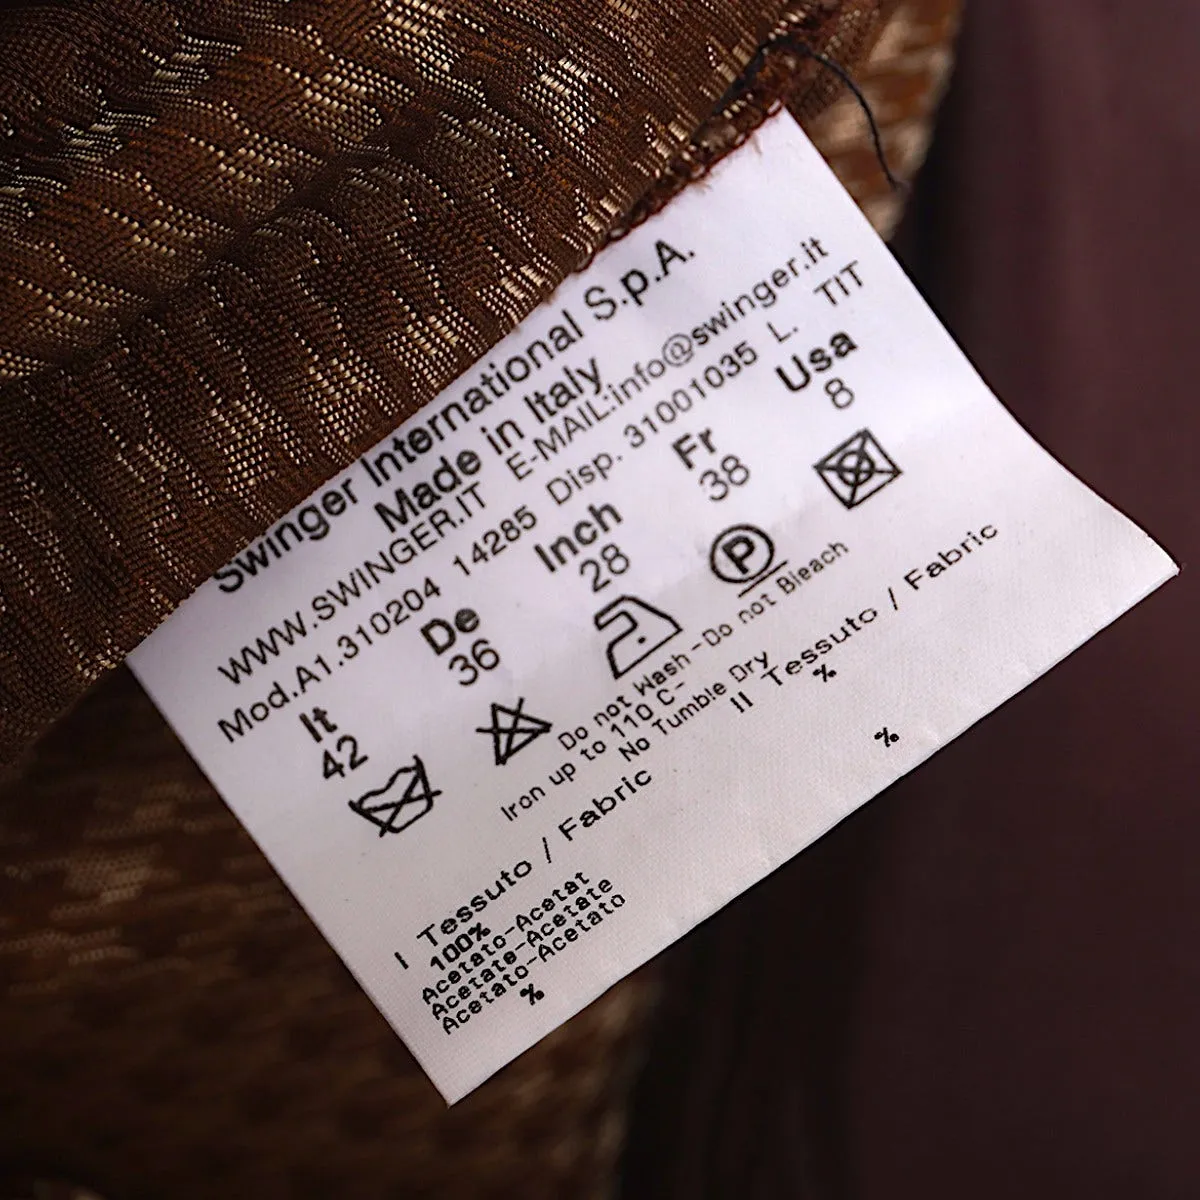 Swinger International S.p.A.
Made in Italy
WWW.SWINGER.IT E-MAIL:info@swinger.it
Mod.A1.310204 14285 Disp. 31001035 L. TIT
It De Inch Fr Usa
42 36 28 38 8
P
Do not Wash-Do not Bleach
Iron up to 110 C-
No Tumble Dry
I Tessuto / Fabric II Tessuto / Fabric
100% %
Acetato-Acetat
Acetate-Acetate
Acetato-Acetato
% %